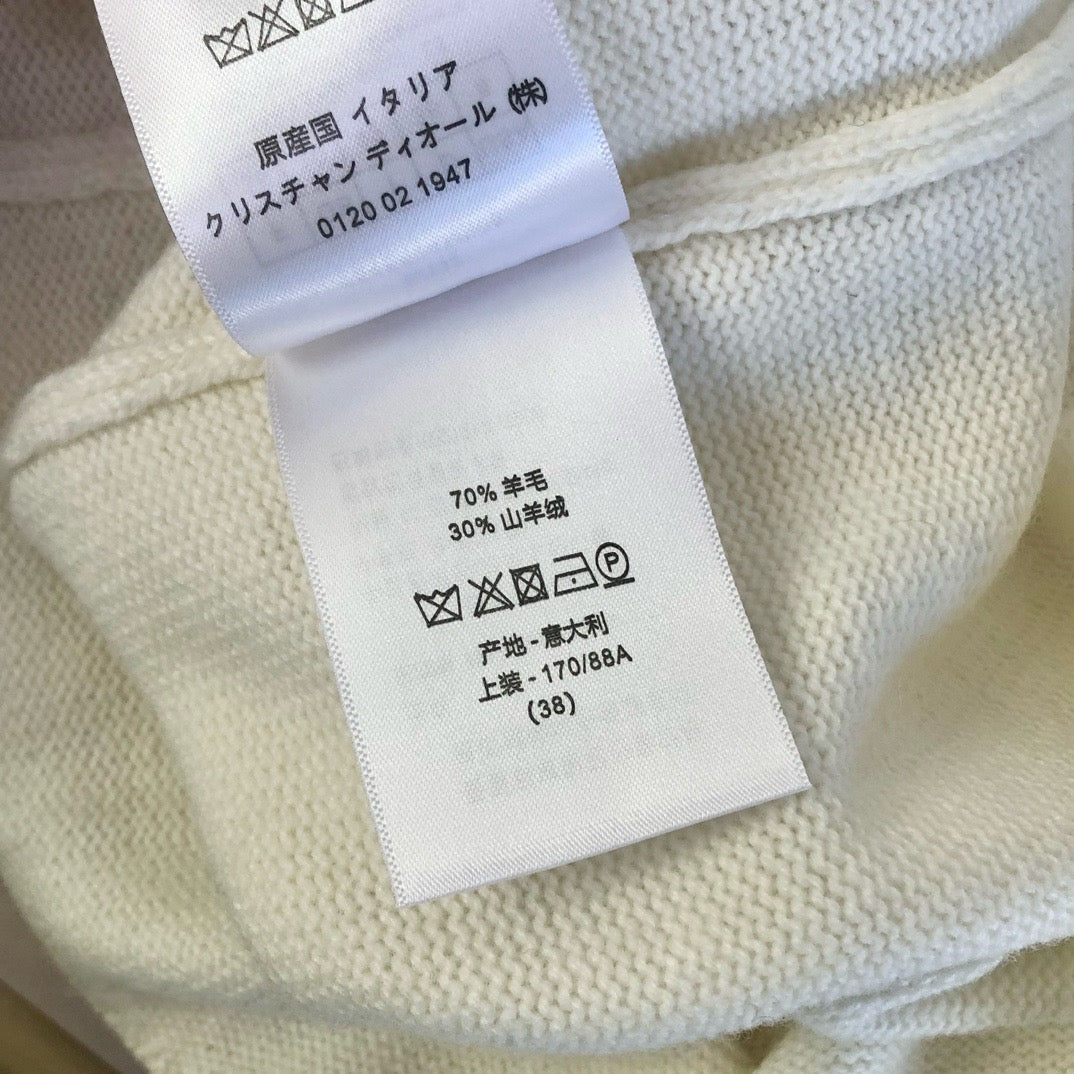 原産国 イタリア
クリスチャン ディオール (株)
0120 02 1947
70% 羊毛
30% 山羊绒
P
产地 - 意大利
上装 - 170/88A
(38)